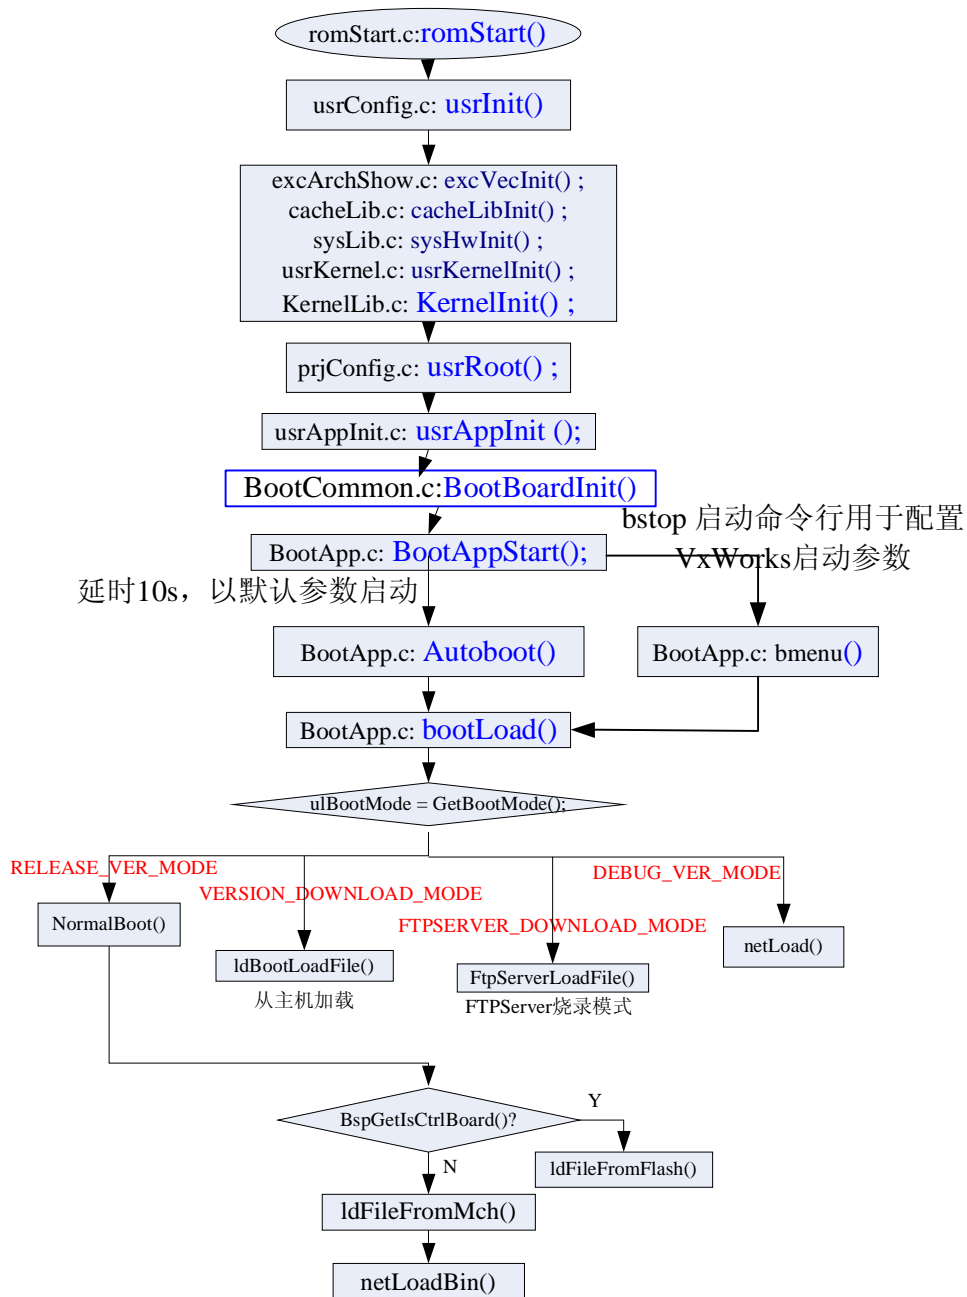 romStart.c:romStart()
usrConfig.c: usrInit()
excArchShow.c: excVecInit() ;
cacheLib.c: cacheLibInit() ;
sysLib.c: sysHwInit() ;
usrKernel.c: usrKernelInit() ;
KernelLib.c: KernelInit() ;
prjConfig.c: usrRoot() ;
usrAppInit.c: usrAppInit ();
BootCommon.c:BootBoardInit()
bstop 启动命令行用于配置
VxWorks启动参数
BootApp.c: BootAppStart();
延时10s，以默认参数启动
BootApp.c: Autoboot()
BootApp.c: bmenu()
BootApp.c: bootLoad()
ulBootMode = GetBootMode();
RELEASE_VER_MODE
VERSION_DOWNLOAD_MODE
FTPSERVER_DOWNLOAD_MODE
DEBUG_VER_MODE
NormalBoot()
ldBootLoadFile()
从主机加载
FtpServerLoadFile()
FTPServer烧录模式
netLoad()
BspGetIsCtrlBoard()?
Y
N
ldFileFromFlash()
ldFileFromMch()
netLoadBin()